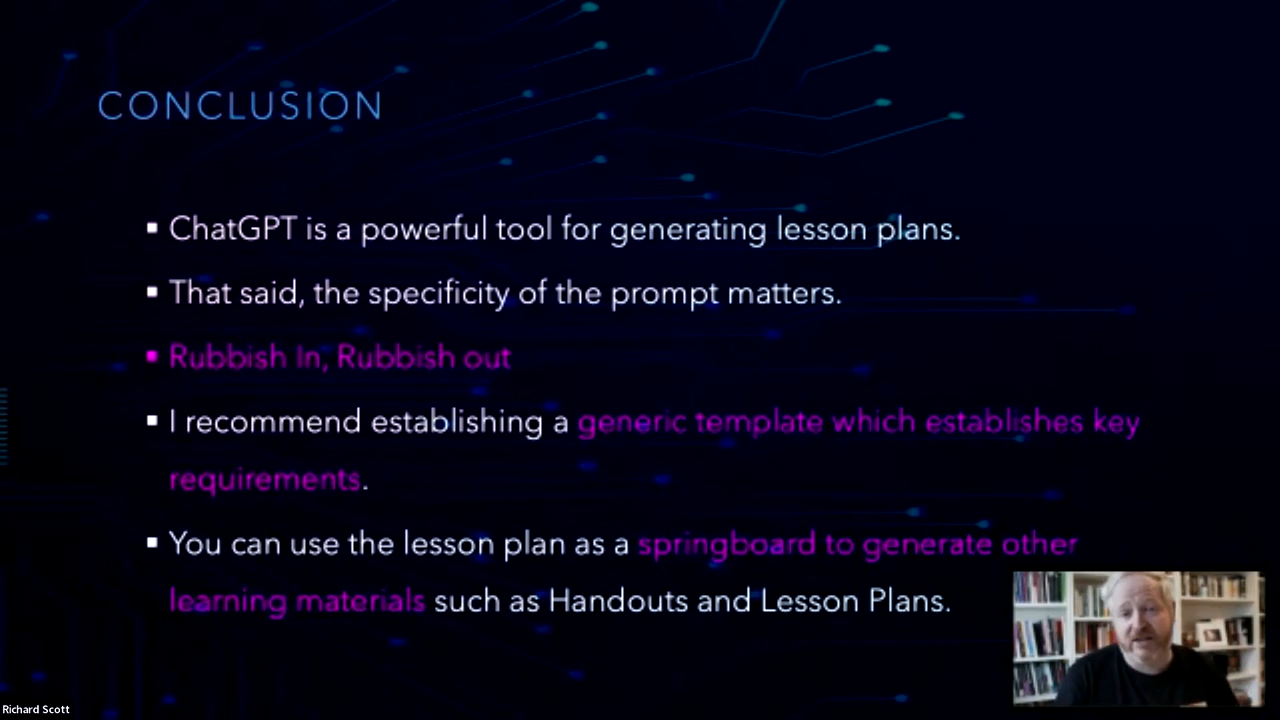 CONCLUSION
▪ ChatGPT is a powerful tool for generating lesson plans.
▪ That said, the specificity of the prompt matters.
▪ Rubbish In, Rubbish out
▪ I recommend establishing a generic template which establishes key
requirements.
▪ You can use the lesson plan as a springboard to generate other
learning materials such as Handouts and Lesson Plans.
Richard Scott